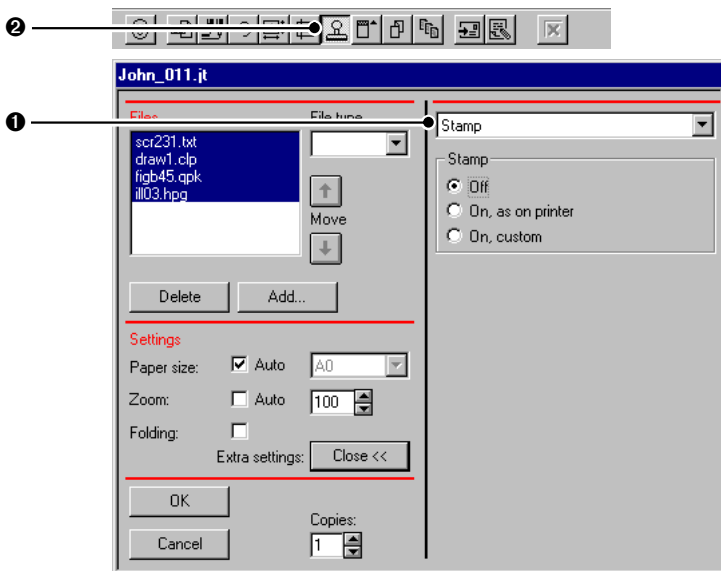 ❷
John_011.jt
❶
Files File type
Stamp
scr231.txt
draw1.clp
figb45.qpk
ill03.hpg
Move
Stamp
Off
On, as on printer
On, custom
Delete Add...
Settings
Paper size: Auto A0
Zoom: Auto 100
Folding:
Extra settings: Close <<
OK
Cancel
Copies:
1